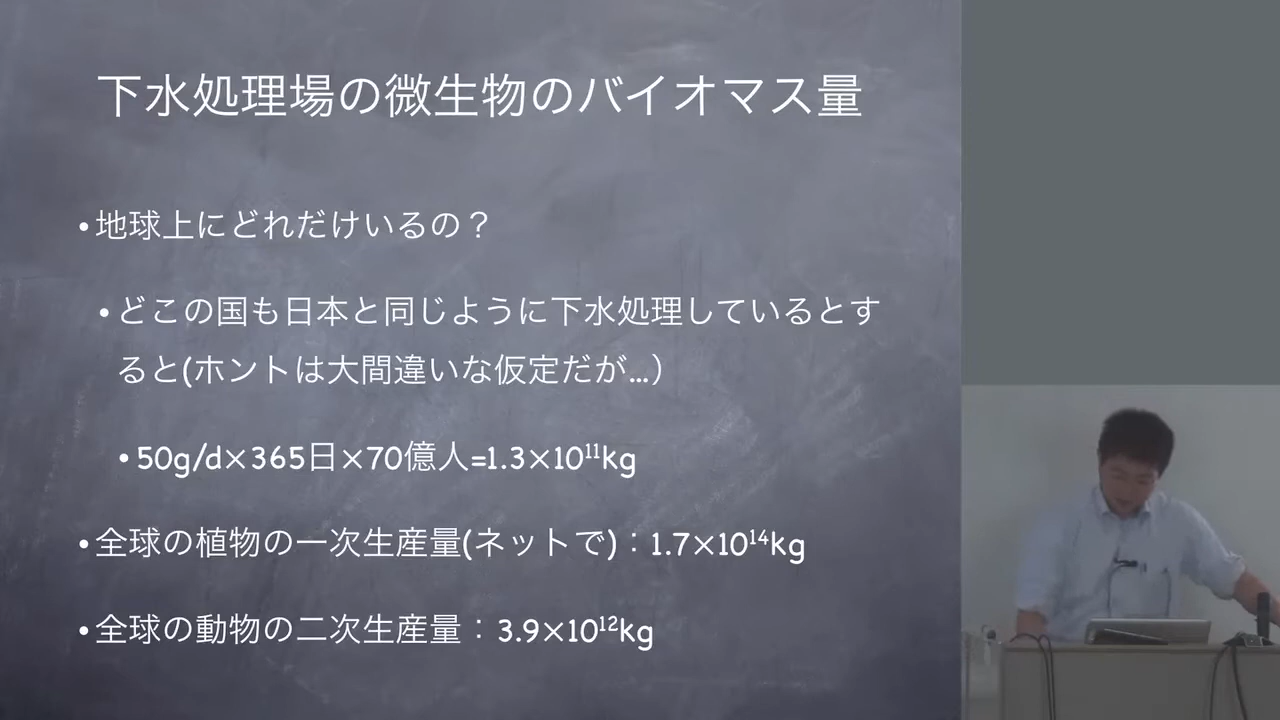 下水処理場の微生物のバイオマス量
•地球上にどれだけいるの？
•どこの国も日本と同じように下水処理しているとす
ると(ホントは大間違いな仮定だが…）
•50g/d×365日×70億人=1.3×10¹¹kg
•全球の植物の一次生産量(ネットで)：1.7×10¹⁴kg
•全球の動物の二次生産量：3.9×10¹²kg